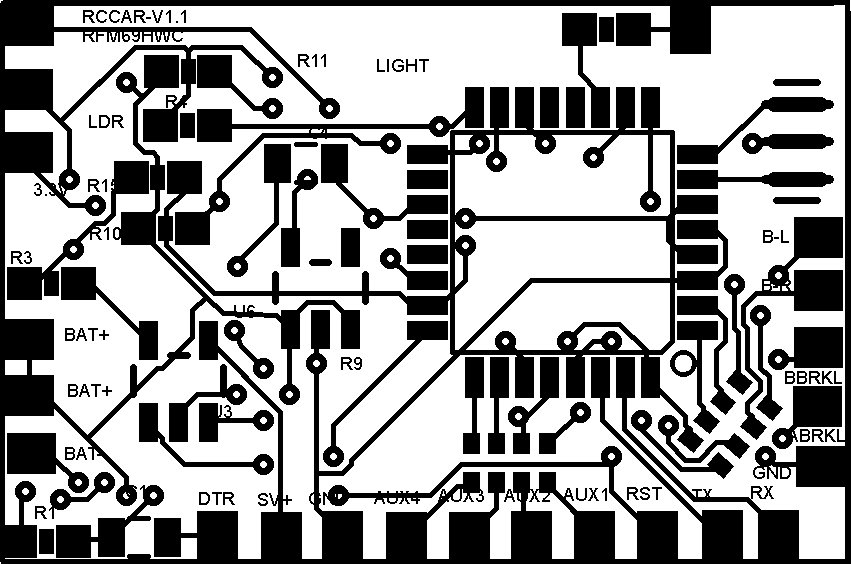 RCCAR-V1.1
RFM69HWC
R11
LIGHT
R4
LDR
C4
3.3V
R15
R10
B-L
R3
B-R
U6
BAT+
R9
BBRKL
BAT+
U3
ABRKL
BAT-
GND
C1
DTR
5V+
GND
AUX4
AUX3
AUX2
AUX1
RST
TX
RX
R1